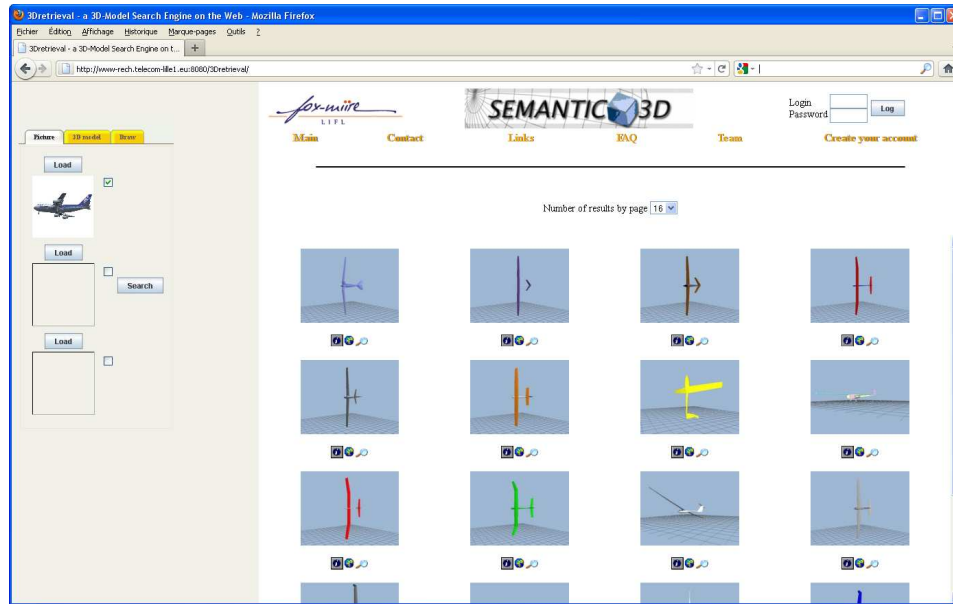 3Dretrieval - a 3D-Model Search Engine on the Web - Mozilla Firefox
Eichier Édition Affichage Historique Marque-pages Outils ?
3Dretrieval - a 3D-Model Search Engine on t... +
http://www-rech.telecom-lille1.eu:8080/3Dretrieval/
fox-miire
LIFL
SEMANTIC 3D
Login
Password
Log
Main Contact Links FAQ Team Create your account
Picture 3D model Draw
Load
Number of results by page 16
Load
Search
Load